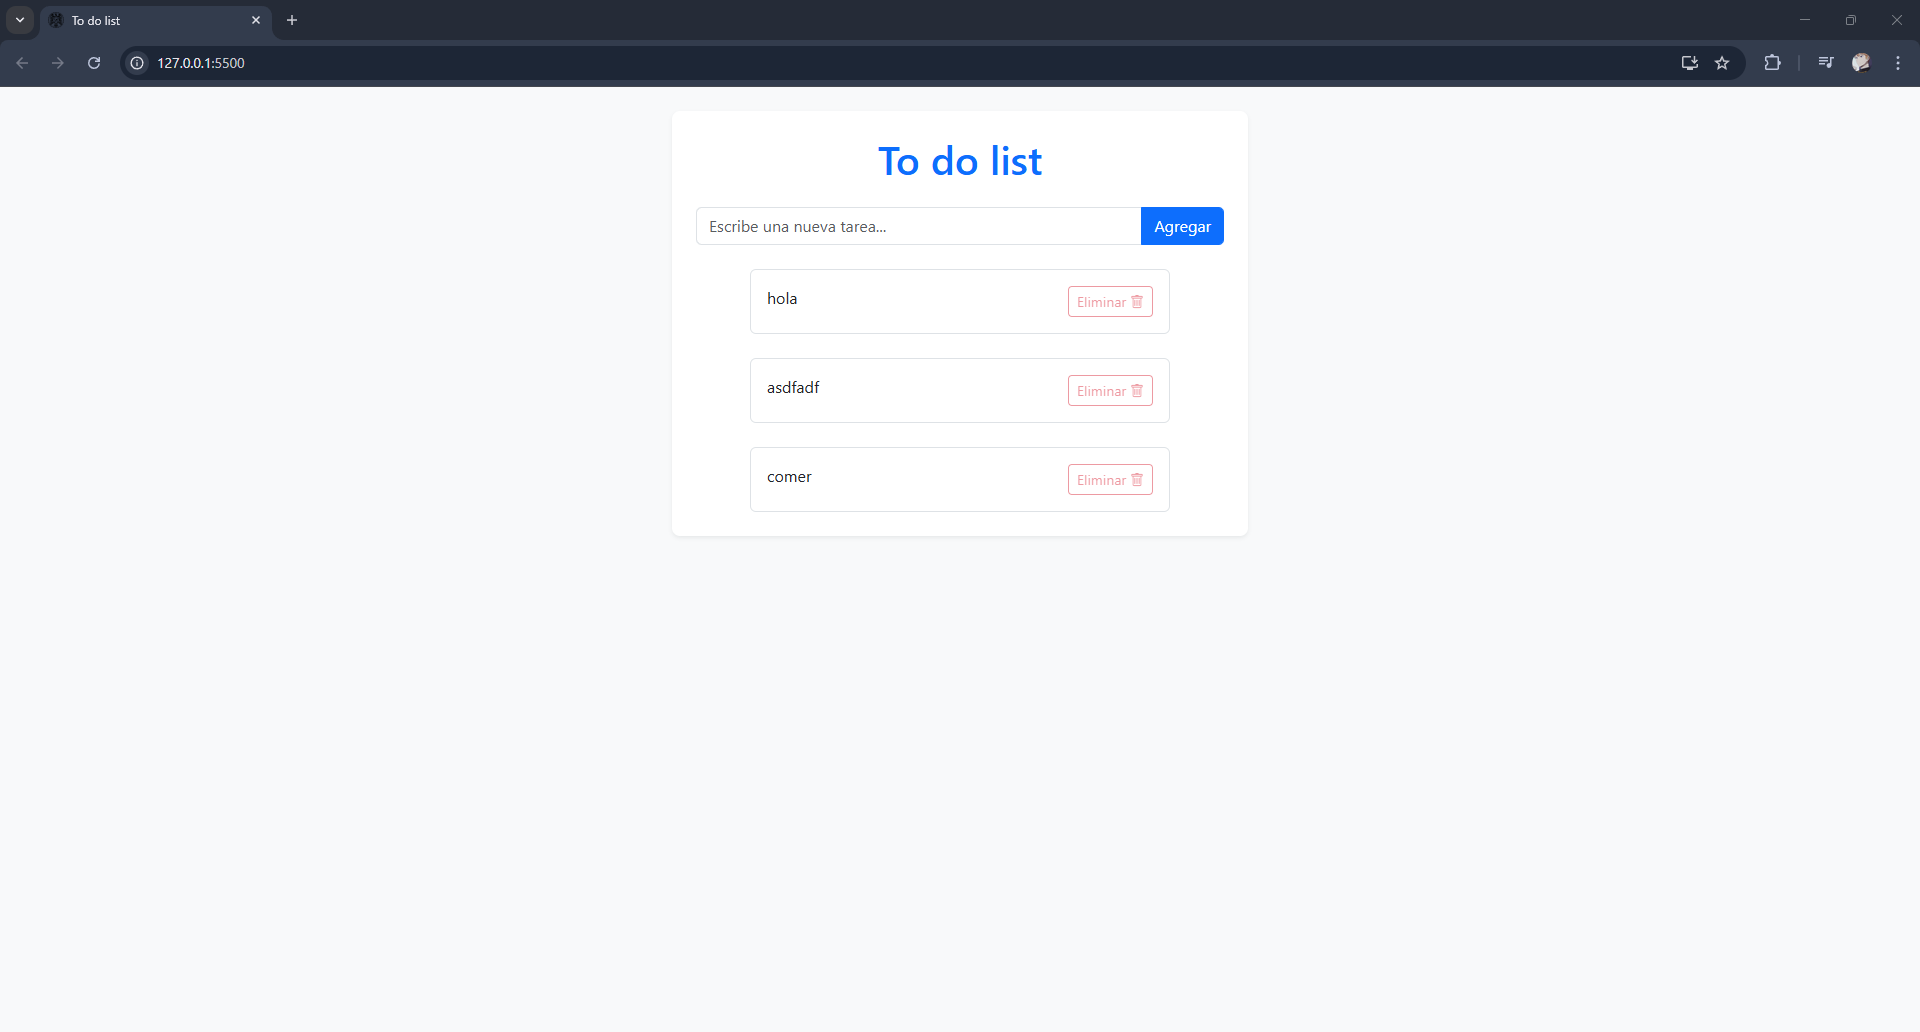 To do list
127.0.0.1:5500
To do list
Escribe una nueva tarea...
Agregar
hola
Eliminar
asdfadf
Eliminar
comer
Eliminar